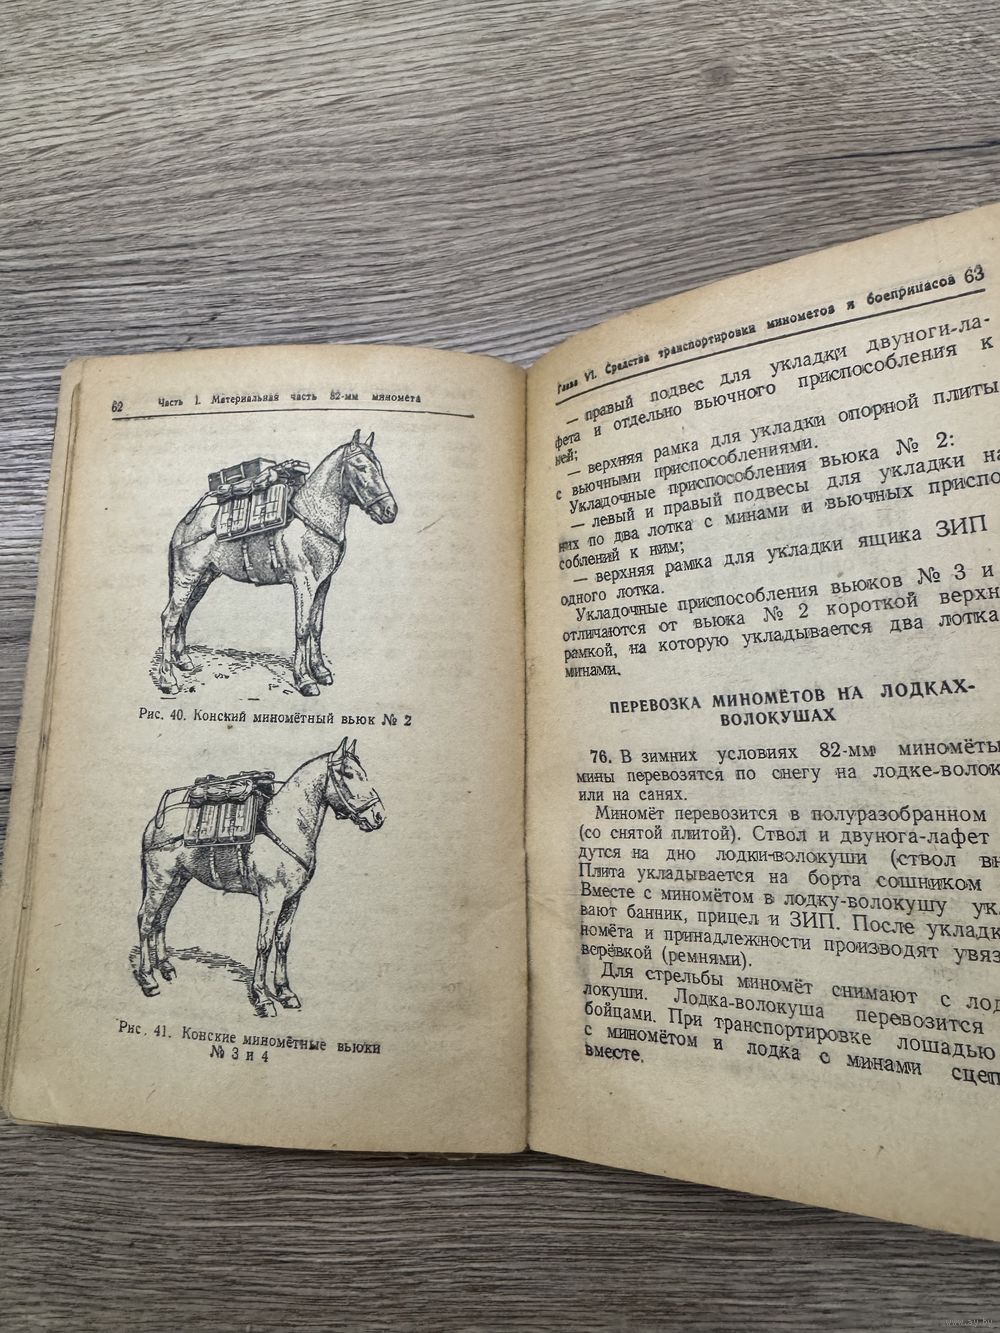 62 Часть I. Материальная часть 82-мм миномёта
Рис. 40. Конский миномётный вьюк № 2
Рис. 41. Конские миномётные вьюки
№ 3 и 4
Глава VI. Средства транспортировки минометов и боеприпасов 63
— правый подвес для укладки двуноги-ла-
фета и отдельно вьючного приспособления к
ней;
— верхняя рамка для укладки опорной плиты
с вьючными приспособлениями.
Укладочные приспособления вьюка № 2:
— левый и правый подвесы для укладки на
них по два лотка с минами и вьючных приспо
соблений к ним;
— верхняя рамка для укладки ящика ЗИП
одного лотка.
Укладочные приспособления вьюков № 3 и
отличаются от вьюка № 2 короткой верхн
рамкой, на которую укладывается два лотка
минами.
ПЕРЕВОЗКА МИНОМЁТОВ НА ЛОДКАХ-
ВОЛОКУШАХ
76. В зимних условиях 82-мм миномёты
мины перевозятся по снегу на лодке-волок
или на санях.
Миномёт перевозится в полуразобранном
(со снятой плитой). Ствол и двунога-лафет
дутся на дно лодки-волокуши (ствол вн
Плита укладывается на борта сошником
Вместе с миномётом в лодку-волокушу ук
вают банник, прицел и ЗИП. После укладк
номёта и принадлежности производят увяз
верёвкой (ремнями).
Для стрельбы миномёт снимают с лод
локуши. Лодка-волокуша перевозится
бойцами. При транспортировке лошадью
с миномётом и лодка с минами сцеп
вместе.
www.ay.by